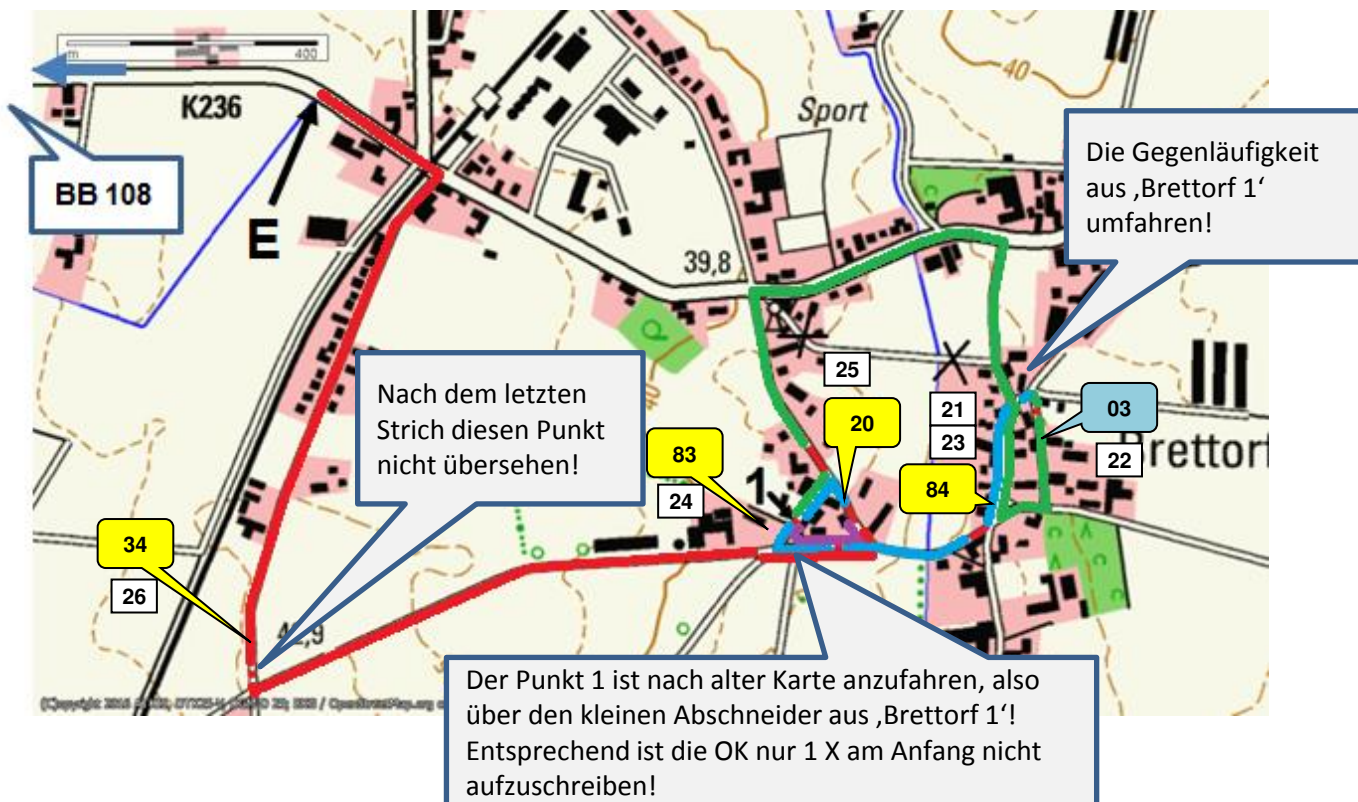 m 400
K236
BB 108
E
Sport
40
39,8
Die Gegenläufigkeit
aus ‚Brettorf 1‘
umfahren!
Nach dem letzten
Strich diesen Punkt
nicht übersehen!
25
20
21
23
03
22
Brettorf
83
24
1
84
34
26
Der Punkt 1 ist nach alter Karte anzufahren, also
über den kleinen Abschneider aus ‚Brettorf 1‘!
Entsprechend ist die OK nur 1 X am Anfang nicht
aufzuschreiben!